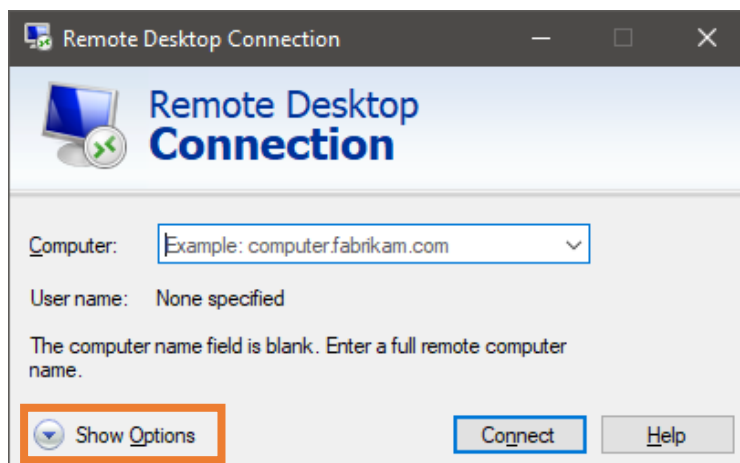 Remote Desktop Connection
Remote Desktop
Connection
Computer: Example: computer.fabrikam.com
User name: None specified
The computer name field is blank. Enter a full remote computer
name.
Show Options Connect Help